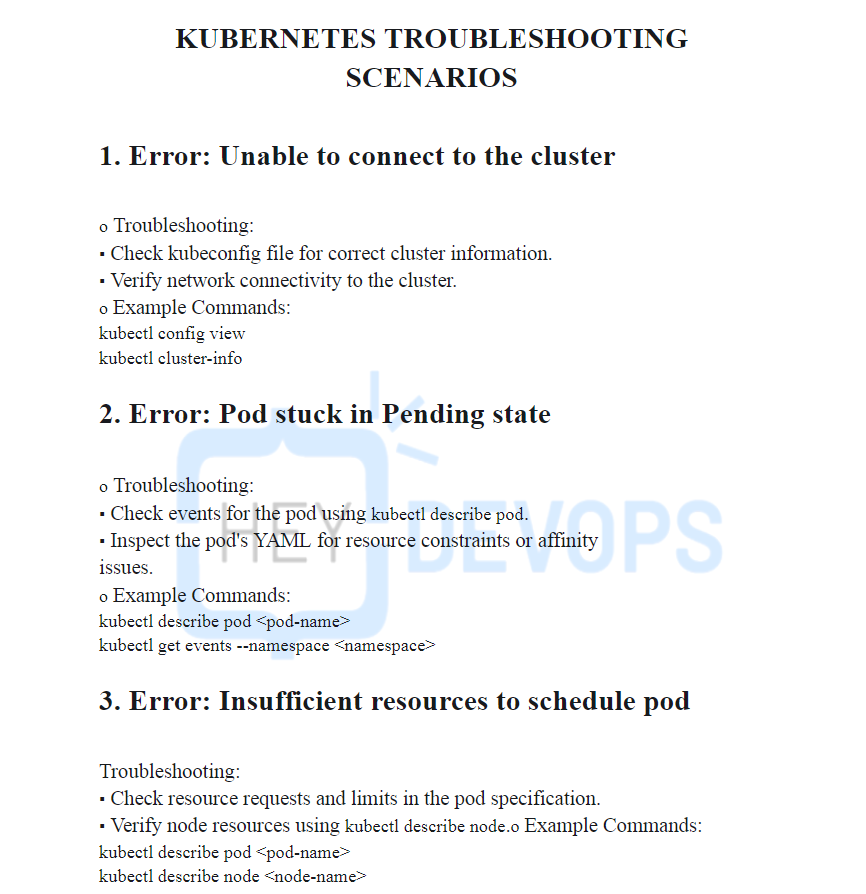 KUBERNETES TROUBLESHOOTING
SCENARIOS
1. Error: Unable to connect to the cluster
o Troubleshooting:
▪ Check kubeconfig file for correct cluster information.
▪ Verify network connectivity to the cluster.
o Example Commands:
kubectl config view
kubectl cluster-info
2. Error: Pod stuck in Pending state
o Troubleshooting:
▪ Check events for the pod using kubectl describe pod.
▪ Inspect the pod's YAML for resource constraints or affinity
issues.
HEY DEVOPS
o Example Commands:
kubectl describe pod <pod-name>
kubectl get events --namespace <namespace>
3. Error: Insufficient resources to schedule pod
Troubleshooting:
▪ Check resource requests and limits in the pod specification.
▪ Verify node resources using kubectl describe node.o Example Commands:
kubectl describe pod <pod-name>
kubectl describe node <node-name>